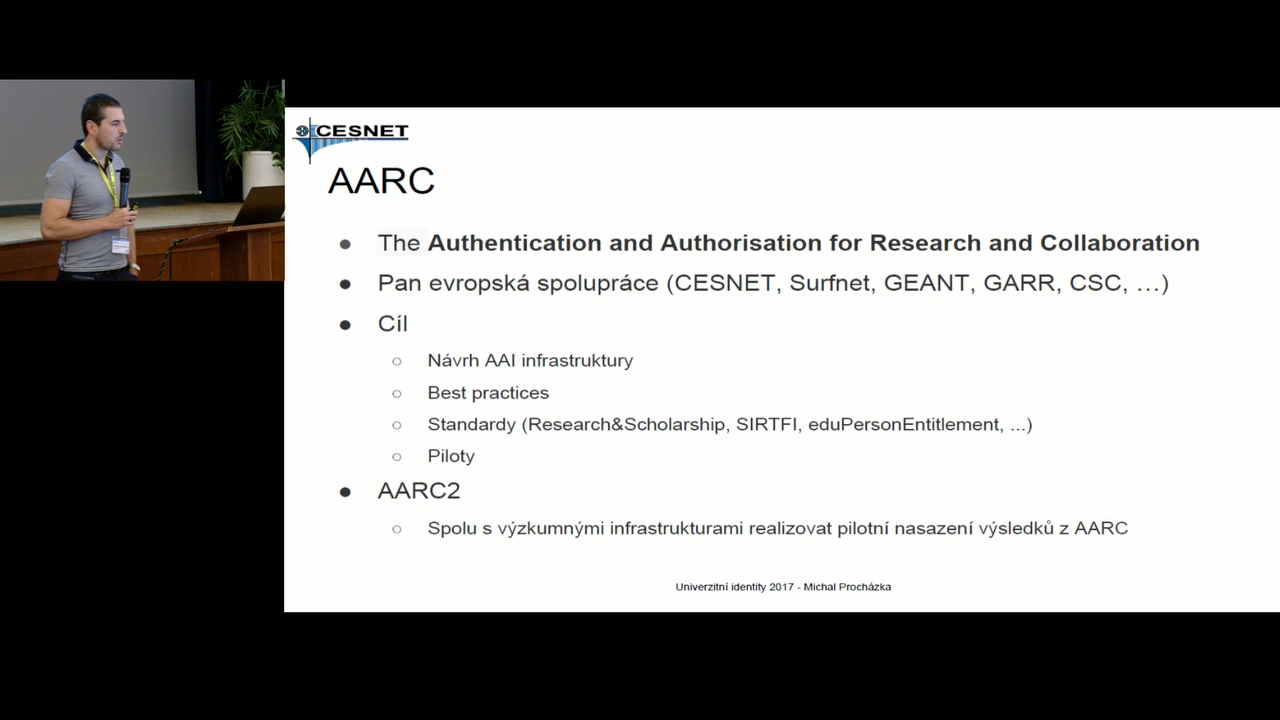 CESNET
AARC
The Authentication and Authorisation for Research and Collaboration
Pan evropská spolupráce (CESNET, Surfnet, GEANT, GARR, CSC, …)
Cíl
Návrh AAI infrastruktury
Best practices
Standardy (Research&Scholarship, SIRTFI, eduPersonEntitlement, ...)
Piloty
AARC2
Spolu s výzkumnými infrastrukturami realizovat pilotní nasazení výsledků z AARC
Univerzitní identity 2017 - Michal Procházka